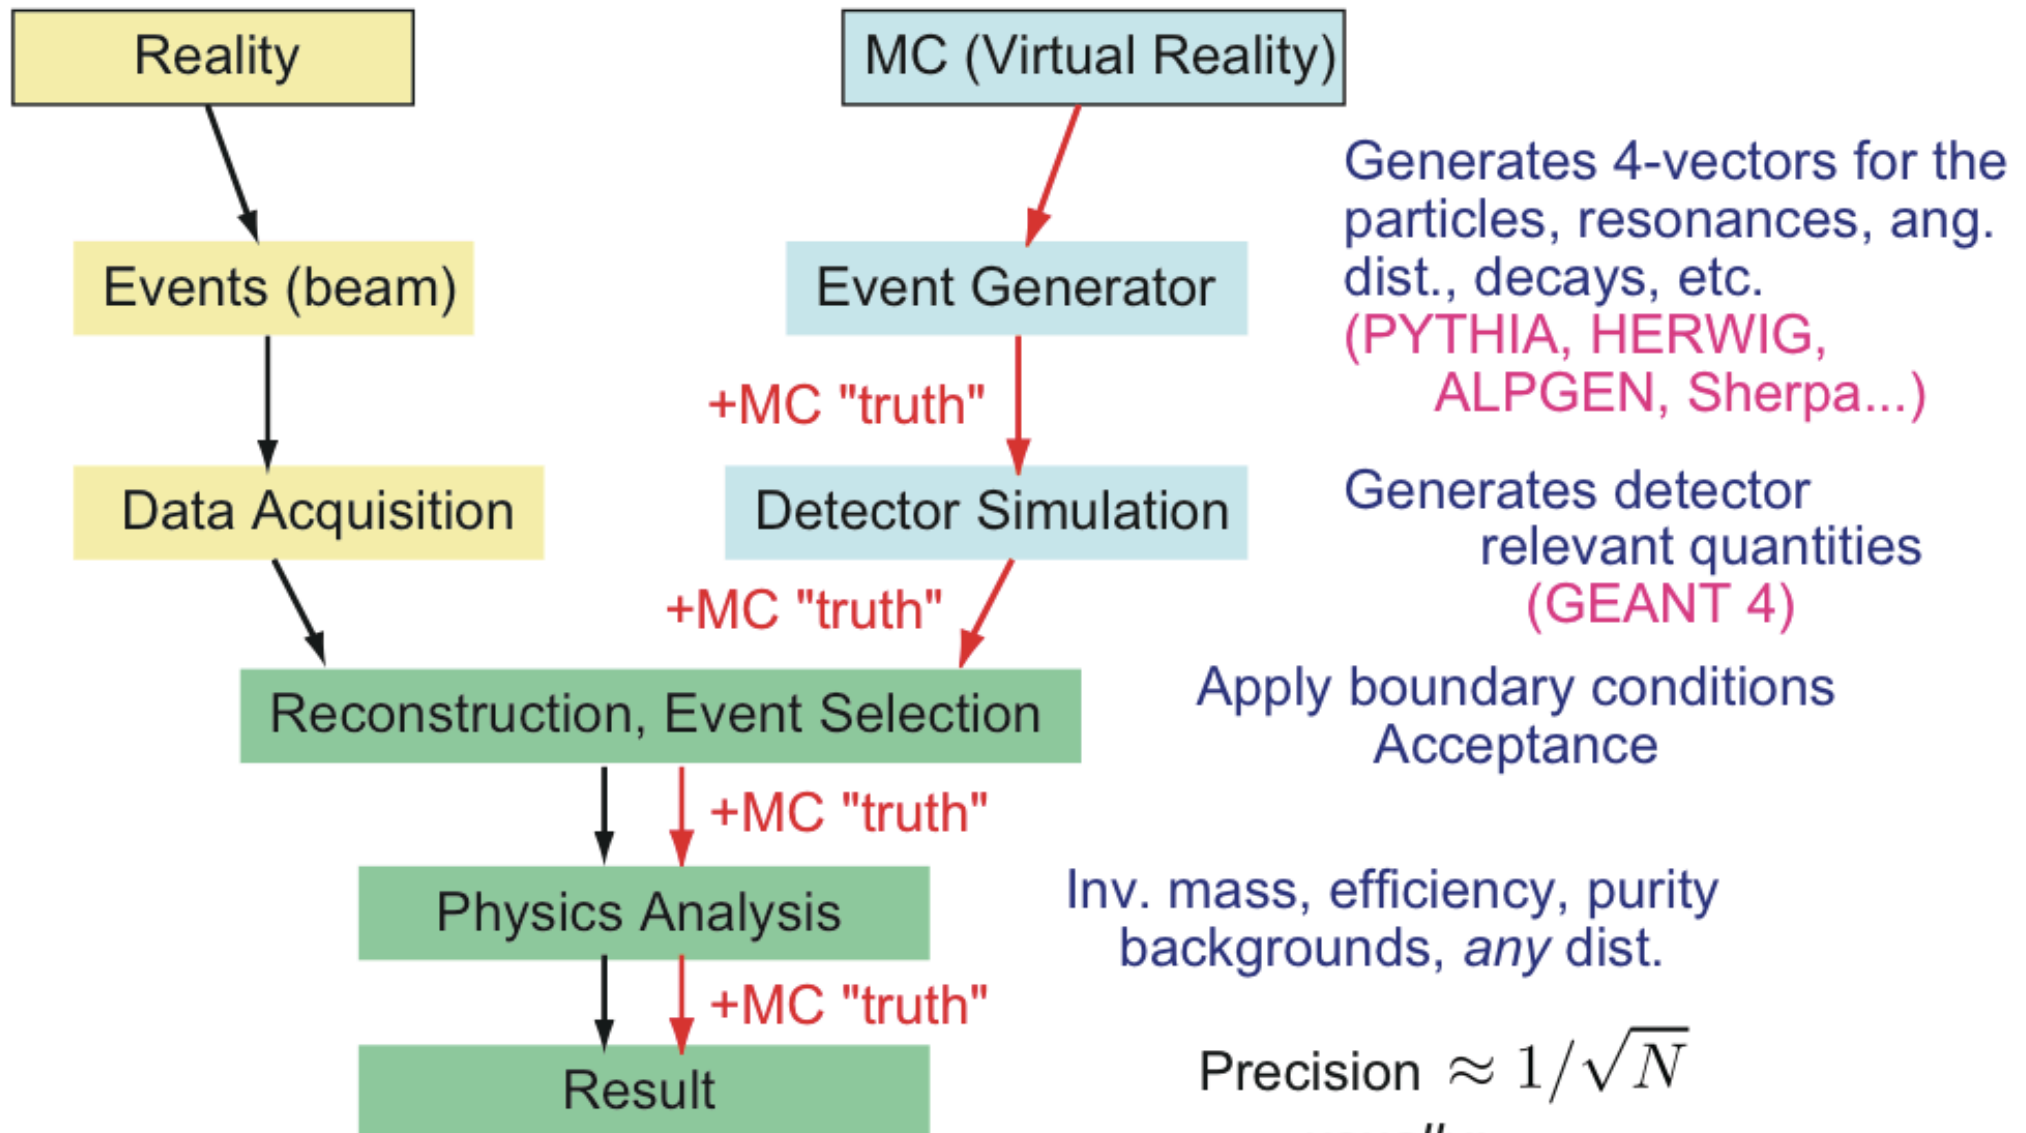 Reality
MC (Virtual Reality)
Generates 4-vectors for the
particles, resonances, ang.
dist., decays, etc.
(PYTHIA, HERWIG,
ALPGEN, Sherpa...)
Events (beam)
Event Generator
+MC "truth"
Data Acquisition
Detector Simulation
Generates detector
relevant quantities
(GEANT 4)
+MC "truth"
Reconstruction, Event Selection
Apply boundary conditions
Acceptance
+MC "truth"
Physics Analysis
Inv. mass, efficiency, purity
backgrounds, any dist.
+MC "truth"
Result
Precision ≈ 1/√N